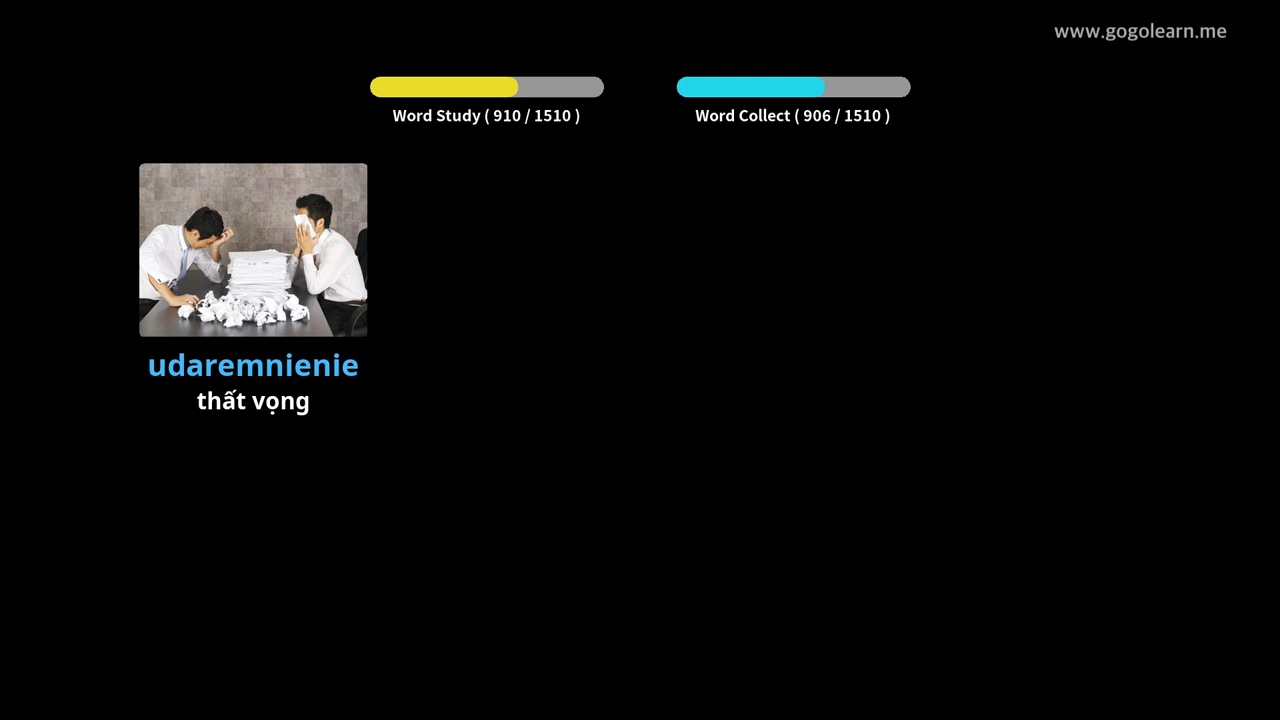 www.gogolearn.me
Word Study ( 910 / 1510 )
Word Collect ( 906 / 1510 )
udaremnienie
thất vọng